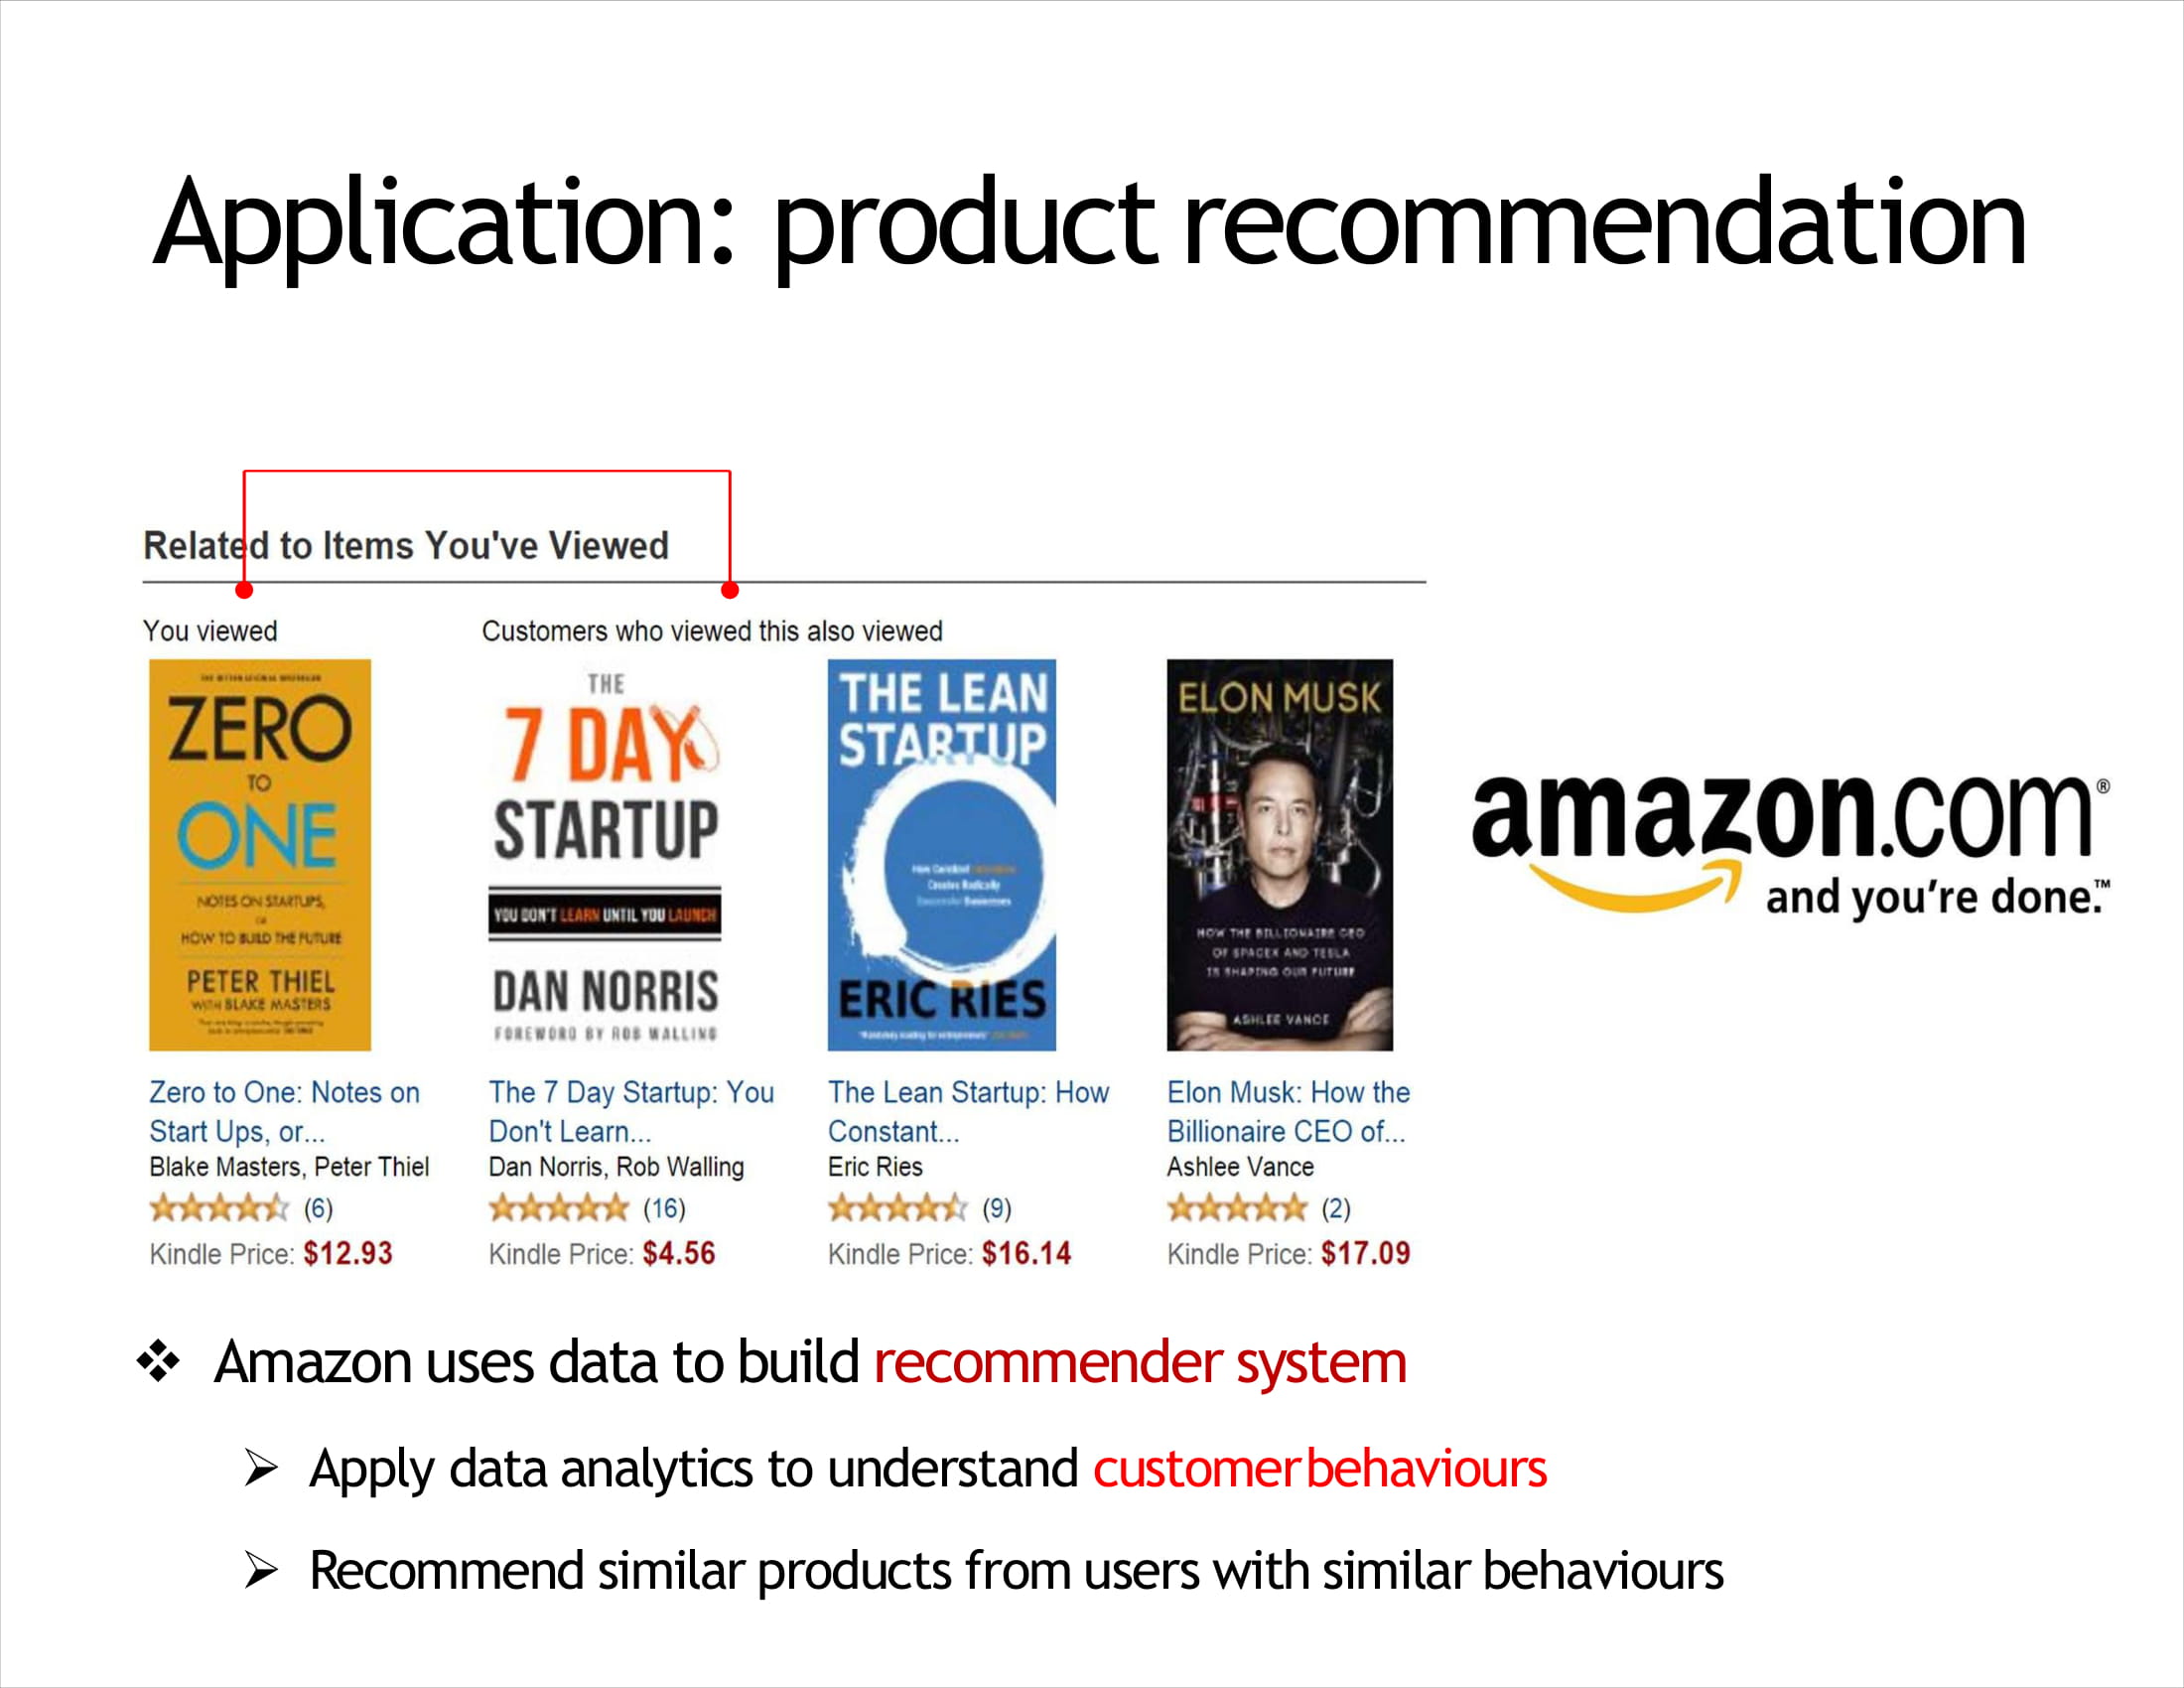 Application: product recommendation
Related to Items You've Viewed
You viewed
Customers who viewed this also viewed
ZERO
TO
ONE
NOTES ON STARTUPS,
OR
HOW TO BUILD THE FUTURE
PETER THIEL
WITH BLAKE MASTERS
THE
7 DAY
STARTUP
YOU DON'T LEARN UNTIL YOU LAUNCH
DAN NORRIS
FOREWORD BY ROB WALLING
THE LEAN
STARTUP
ERIC RIES
ELON MUSK
HOW THE BILLIONAIRE CEO
OF SPACEX AND TESLA
IS SHAPING OUR FUTURE
ASHLEE VANCE
amazon.com®
and you're done.™
Zero to One: Notes on
Start Ups, or...
Blake Masters, Peter Thiel
(6)
Kindle Price: $12.93
The 7 Day Startup: You
Don't Learn...
Dan Norris, Rob Walling
(16)
Kindle Price: $4.56
The Lean Startup: How
Constant...
Eric Ries
(9)
Kindle Price: $16.14
Elon Musk: How the
Billionaire CEO of...
Ashlee Vance
(2)
Kindle Price: $17.09
❖ Amazon uses data to build recommender system
➢ Apply data analytics to understand customer behaviours
➢ Recommend similar products from users with similar behaviours